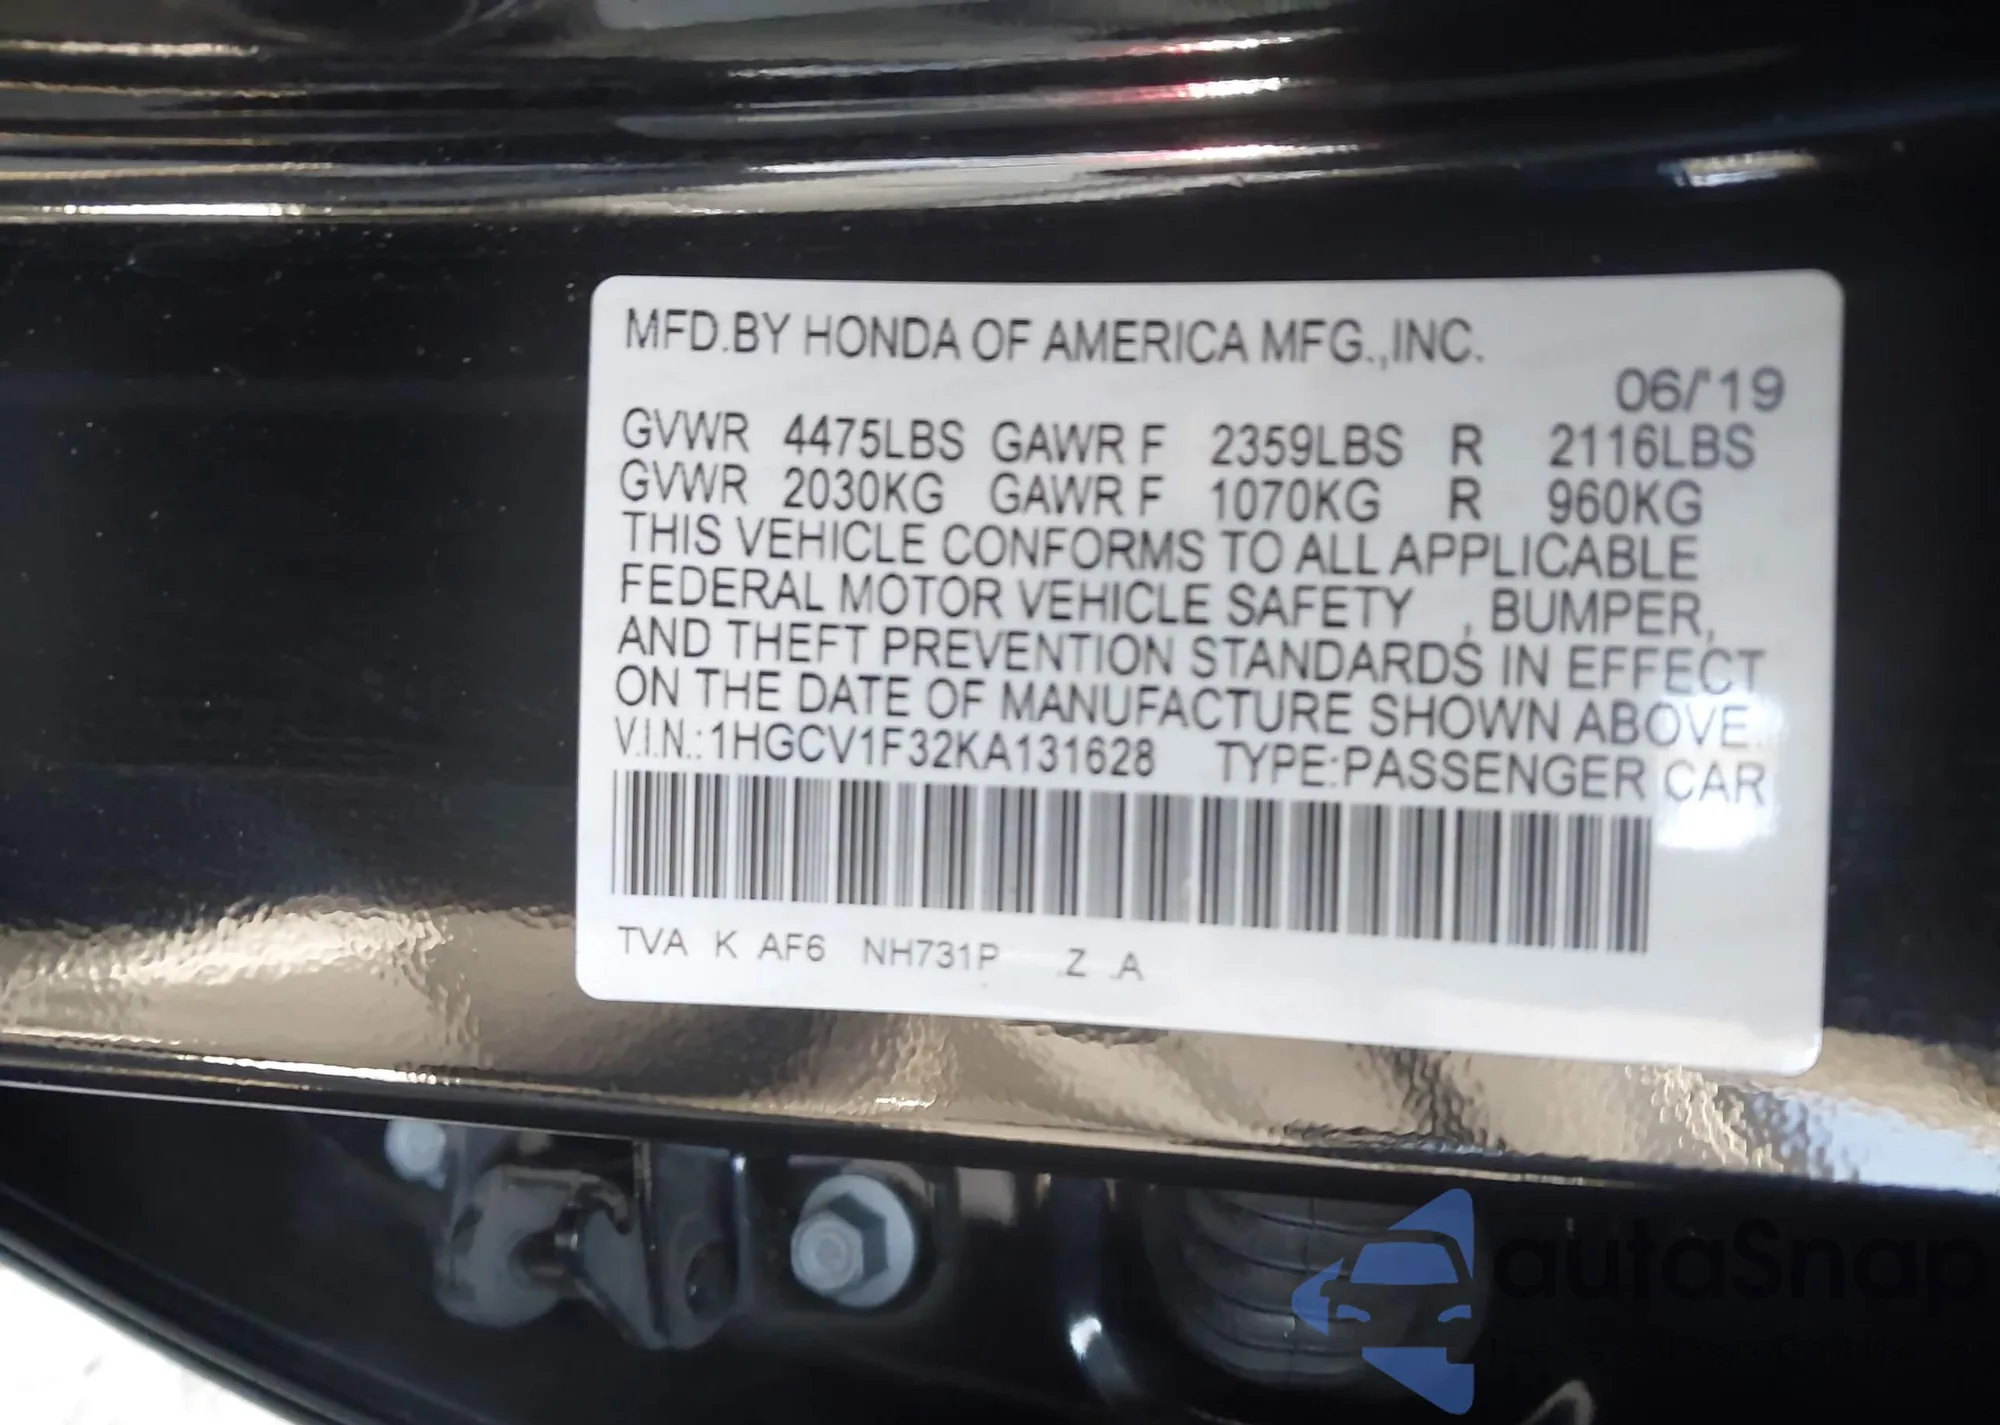 MFD.BY HONDA OF AMERICA MFG.,INC.
06/'19
GVWR 4475LBS GAWR F 2359LBS R 2116LBS
GVWR 2030KG GAWR F 1070KG R 960KG
THIS VEHICLE CONFORMS TO ALL APPLICABLE
FEDERAL MOTOR VEHICLE SAFETY , BUMPER,
AND THEFT PREVENTION STANDARDS IN EFFECT
ON THE DATE OF MANUFACTURE SHOWN ABOVE.
V.I.N.: 1HGCV1F32KA131628 TYPE:PASSENGER CAR
TVA K AF6 NH731P Z A
autaSnap